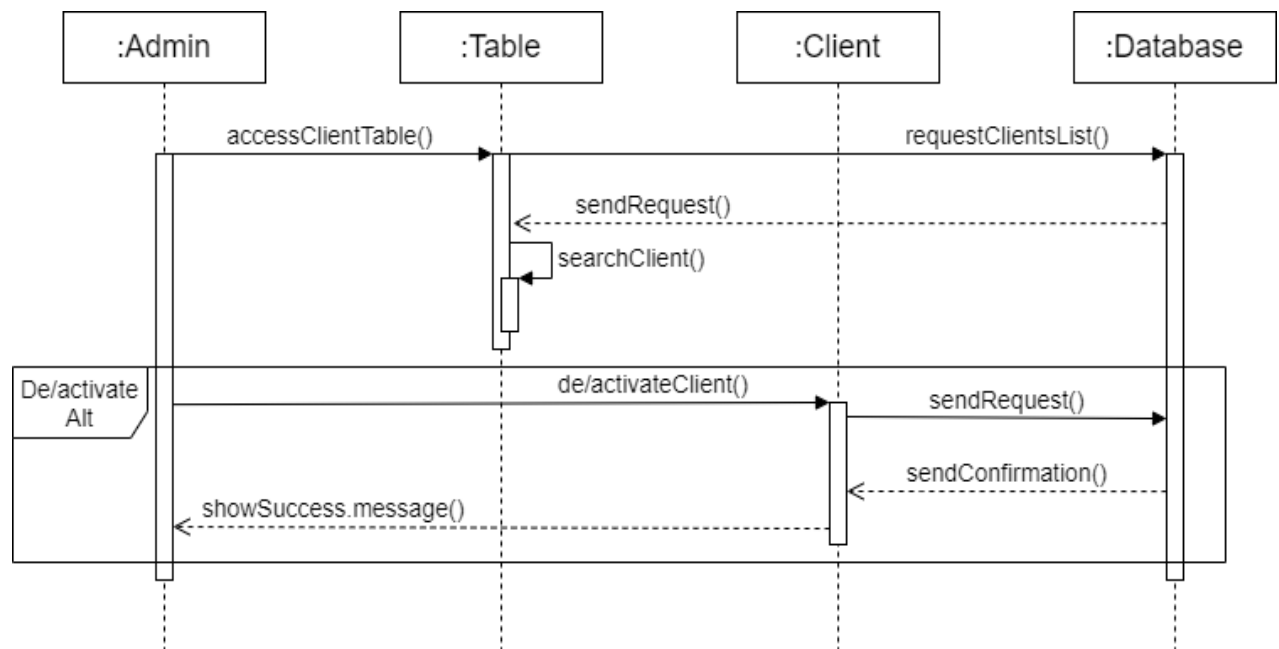 :Admin
:Table
:Client
:Database
accessClientTable()
requestClientsList()
sendRequest()
searchClient()
De/activate
Alt
de/activateClient()
sendRequest()
sendConfirmation()
showSuccess.message()